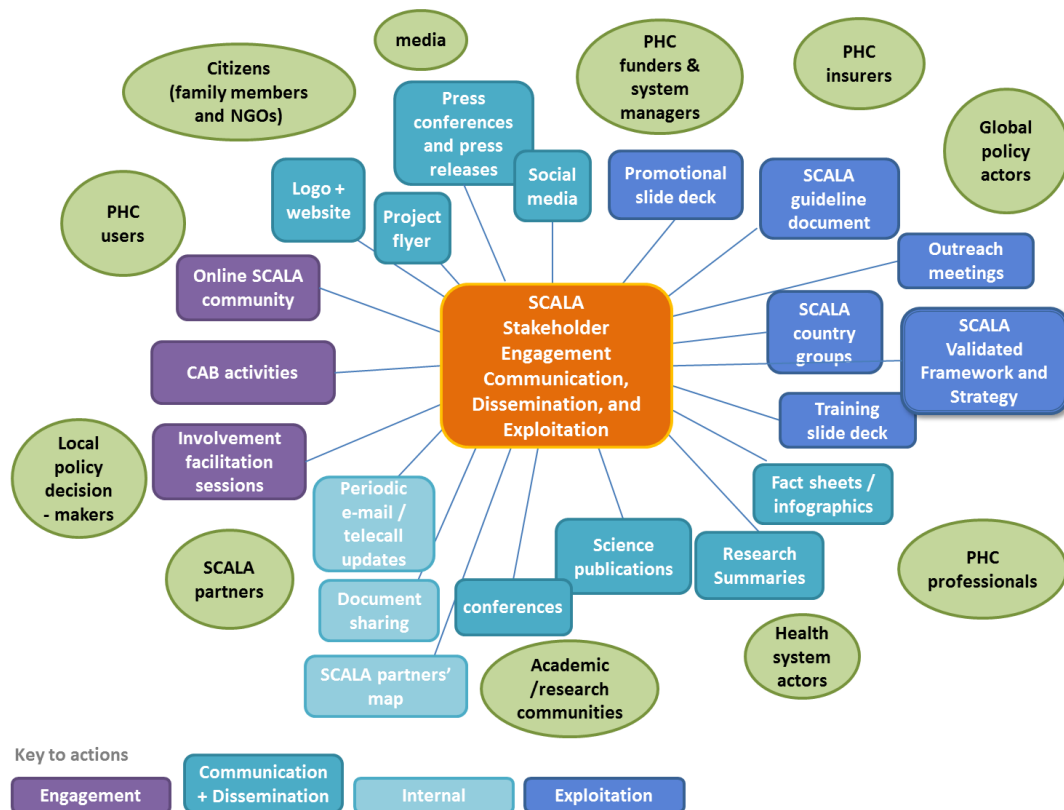 media
Citizens
(family members
and NGOs)
PHC
funders &
system
managers
PHC
insurers
Global
policy
actors
PHC
users
Press
conferences
and press
releases
Social
media
Logo +
website
Project
flyer
Promotional
slide deck
SCALA
guideline
document
Outreach
meetings
Online SCALA
community
SCALA
Stakeholder
Engagement
Communication,
Dissemination, and
Exploitation
SCALA
country
groups
SCALA
Validated
Framework and
Strategy
CAB activities
Training
slide deck
Involvement
facilitation
sessions
Local
policy
decision
- makers
Periodic
e-mail /
telecall
updates
Fact sheets /
infographics
Science
publications
Research
Summaries
PHC
professionals
SCALA
partners
Document
sharing
conferences
SCALA partners'
map
Academic
/research
communities
Health
system
actors
Key to actions
Engagement
Communication
+ Dissemination
Internal
Exploitation